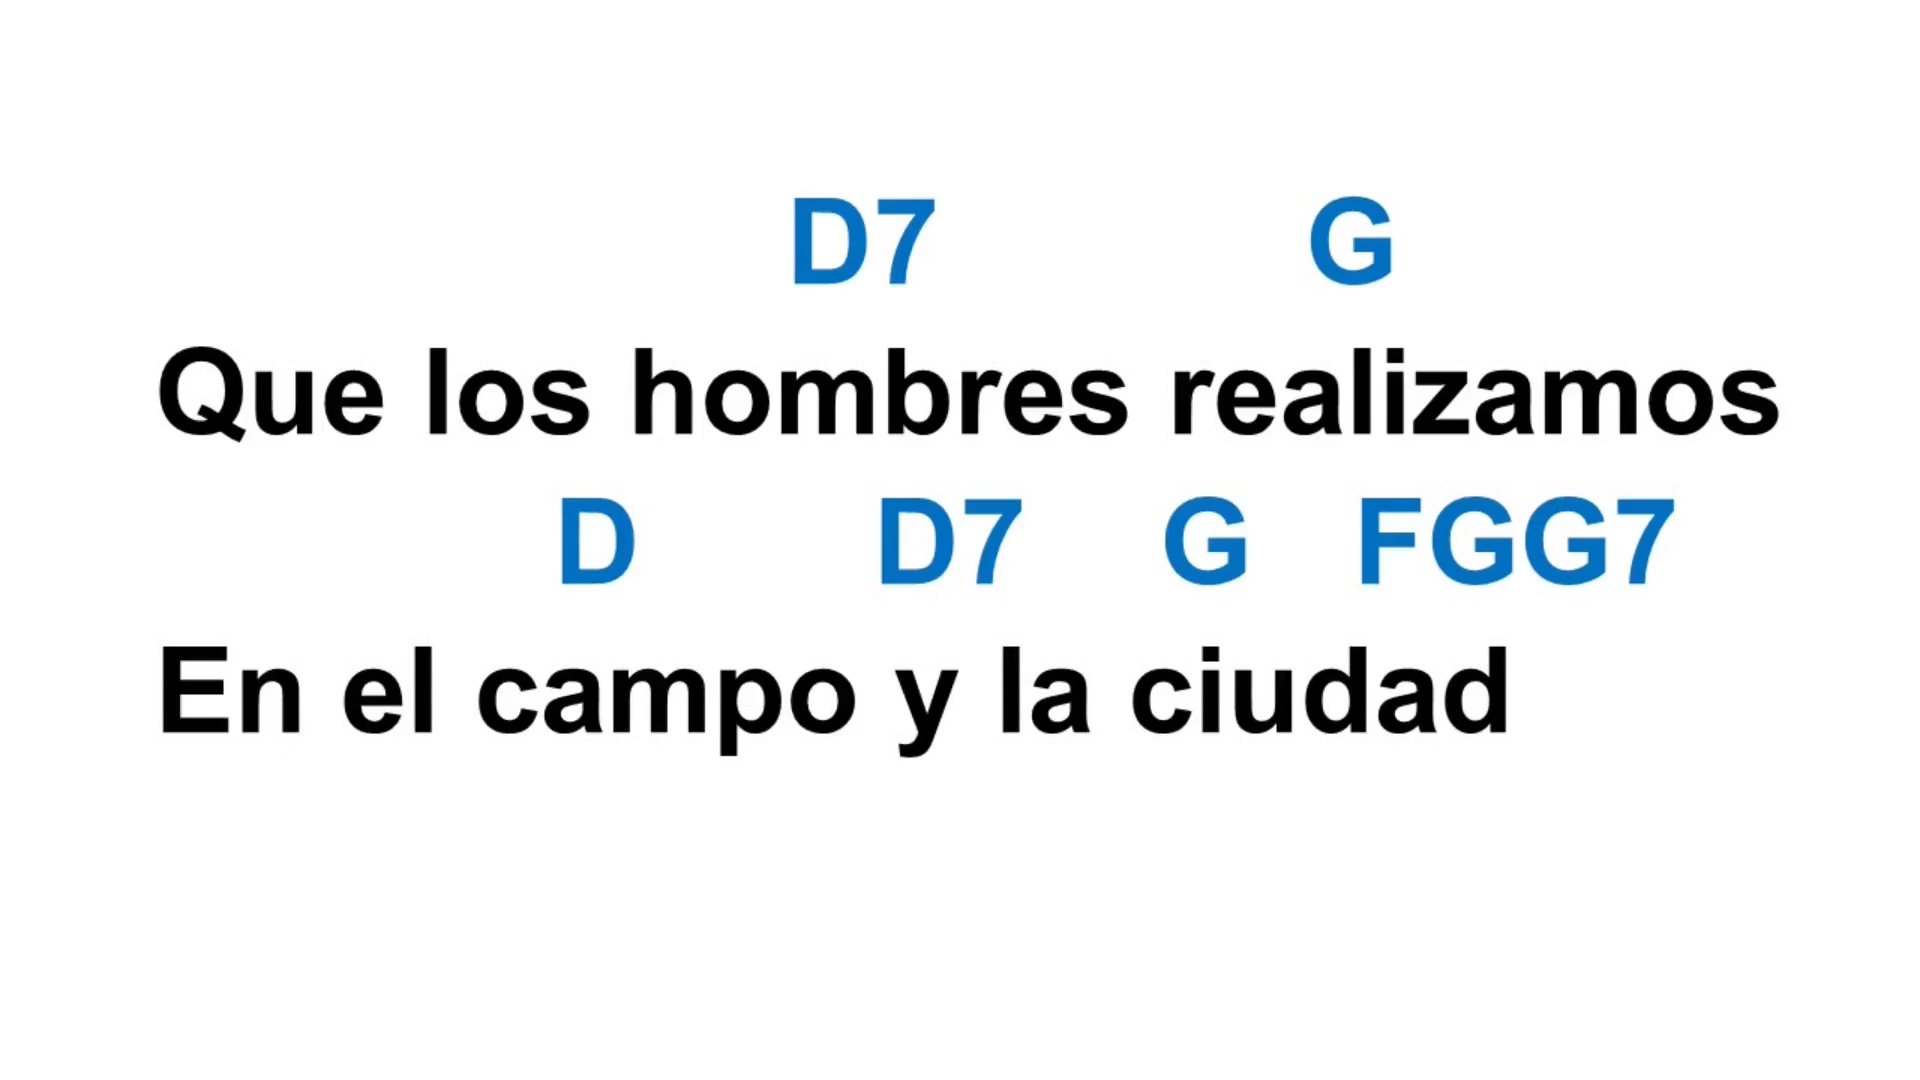 D7 G
Que los hombres realizamos
D D7 G FGG7
En el campo y la ciudad